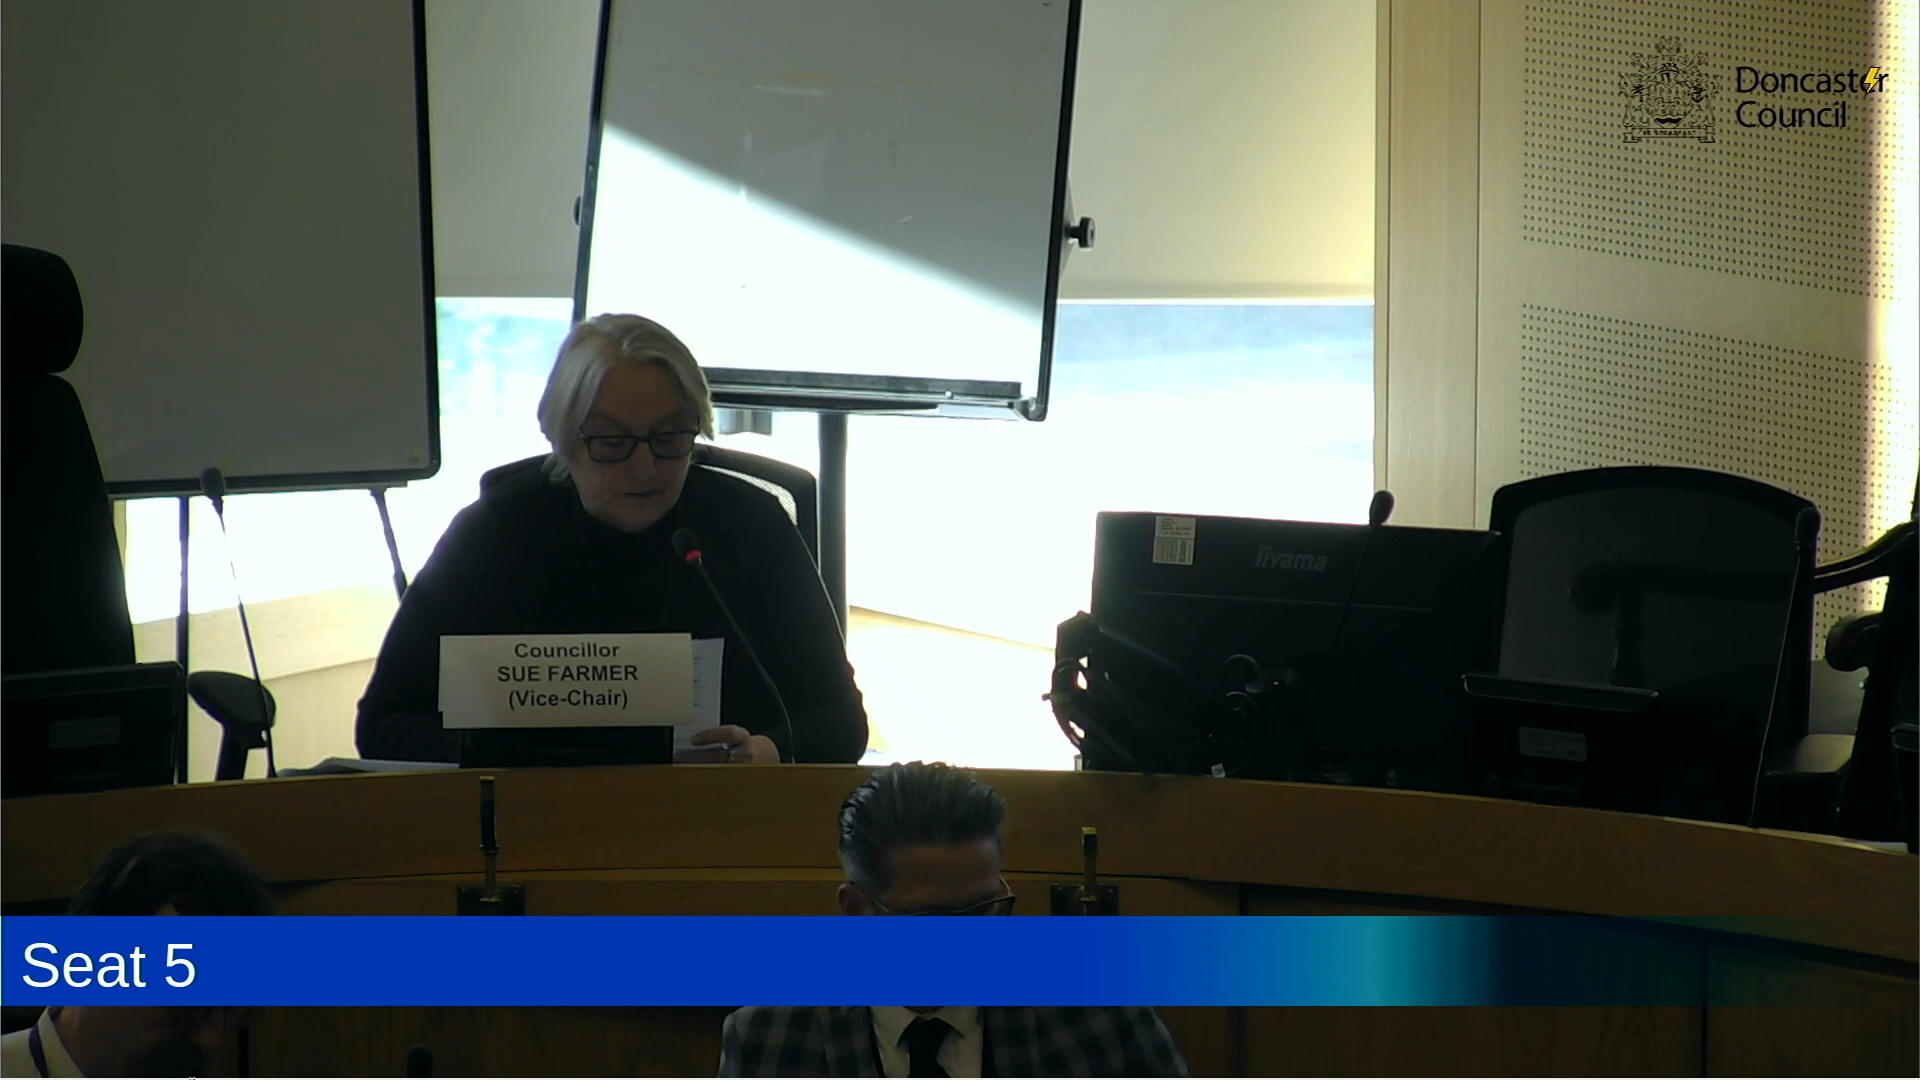 Doncaster
Council
iiyama
Councillor
SUE FARMER
(Vice-Chair)
Seat 5